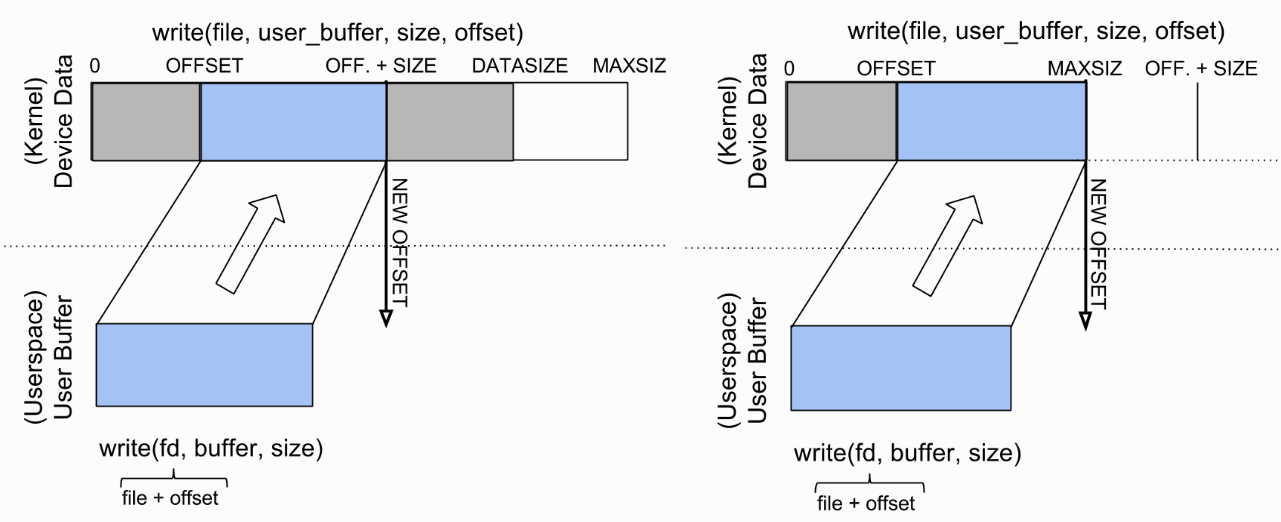 write(file, user_buffer, size, offset)
0 OFFSET OFF. + SIZE DATASIZE MAXSIZ
(Kernel)
Device Data
NEW OFFSET
(Userspace)
User Buffer
write(fd, buffer, size)
file + offset
write(file, user_buffer, size, offset)
0 OFFSET MAXSIZ OFF. + SIZE
(Kernel)
Device Data
NEW OFFSET
(Userspace)
User Buffer
write(fd, buffer, size)
file + offset